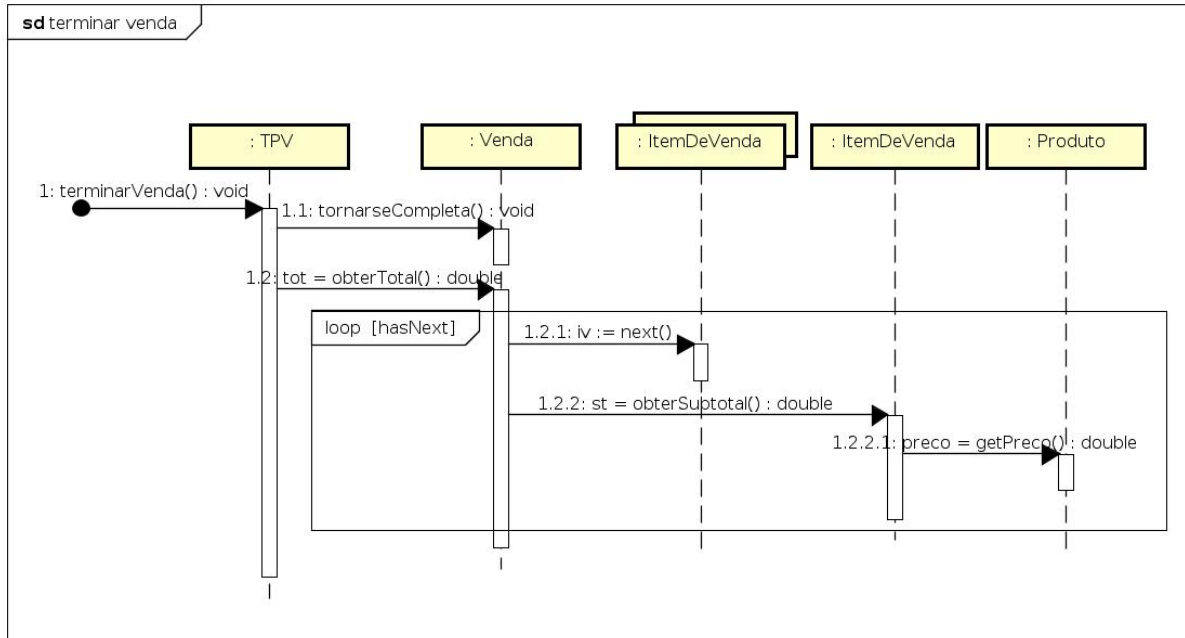 sd terminar venda
: TPV
: Venda
: ItemDeVenda
: ItemDeVenda
: Produto
1: terminarVenda() : void
1.1: tornarseCompleta() : void
1.2: tot = obterTotal() : double
loop [hasNext]
1.2.1: iv := next()
1.2.2: st = obterSubtotal() : double
1.2.2.1: preco = getPreco() : double